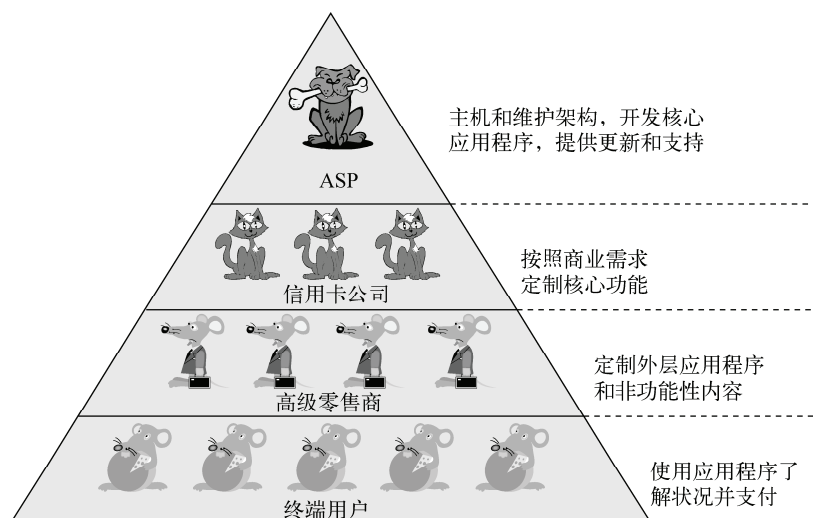 主机和维护架构，开发核心
应用程序，提供更新和支持
ASP
按照商业需求
定制核心功能
信用卡公司
定制外层应用程序
和非功能性内容
高级零售商
使用应用程序了
解状况并支付
终端用户